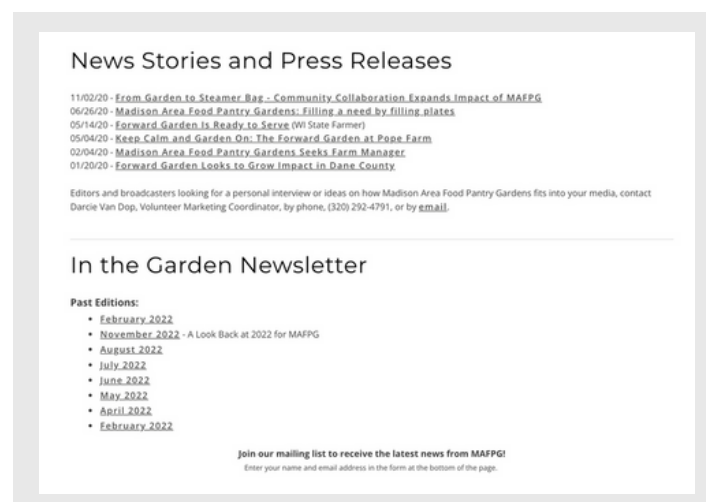 News Stories and Press Releases
11/02/20 - From Garden to Steamer Bag - Community Collaboration Expands Impact of MAFPG
06/26/20 - Madison Area Food Pantry Gardens: Filling a need by filling plates
05/14/20 - Forward Garden Is Ready to Serve (WI State Farmer)
05/04/20 - Keep Calm and Garden On: The Forward Garden at Pope Farm
02/04/20 - Madison Area Food Pantry Gardens Seeks Farm Manager
01/20/20 - Forward Garden Looks to Grow Impact in Dane County
Editors and broadcasters looking for a personal interview or ideas on how Madison Area Food Pantry Gardens fits into your media, contact
Darcie Van Dop, Volunteer Marketing Coordinator, by phone, (320) 292-4791, or by email.
In the Garden Newsletter
Past Editions:
• February 2022
• November 2022 - A Look Back at 2022 for MAFPG
• August 2022
• July 2022
• June 2022
• May 2022
• April 2022
• February 2022
Join our mailing list to receive the latest news from MAFPG!
Enter your name and email address in the form at the bottom of the page.